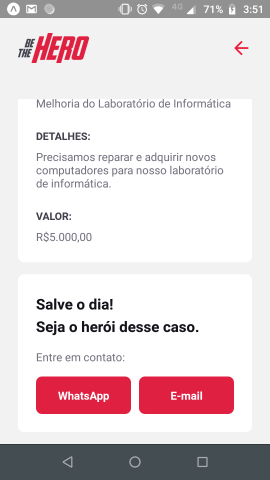 4G 71% 3:51
BE
THE HERO
Melhoria do Laboratório de Informática
DETALHES:
Precisamos reparar e adquirir novos
computadores para nosso laboratório
de informática.
VALOR:
R$5.000,00
Salve o dia!
Seja o herói desse caso.
Entre em contato:
WhatsApp E-mail